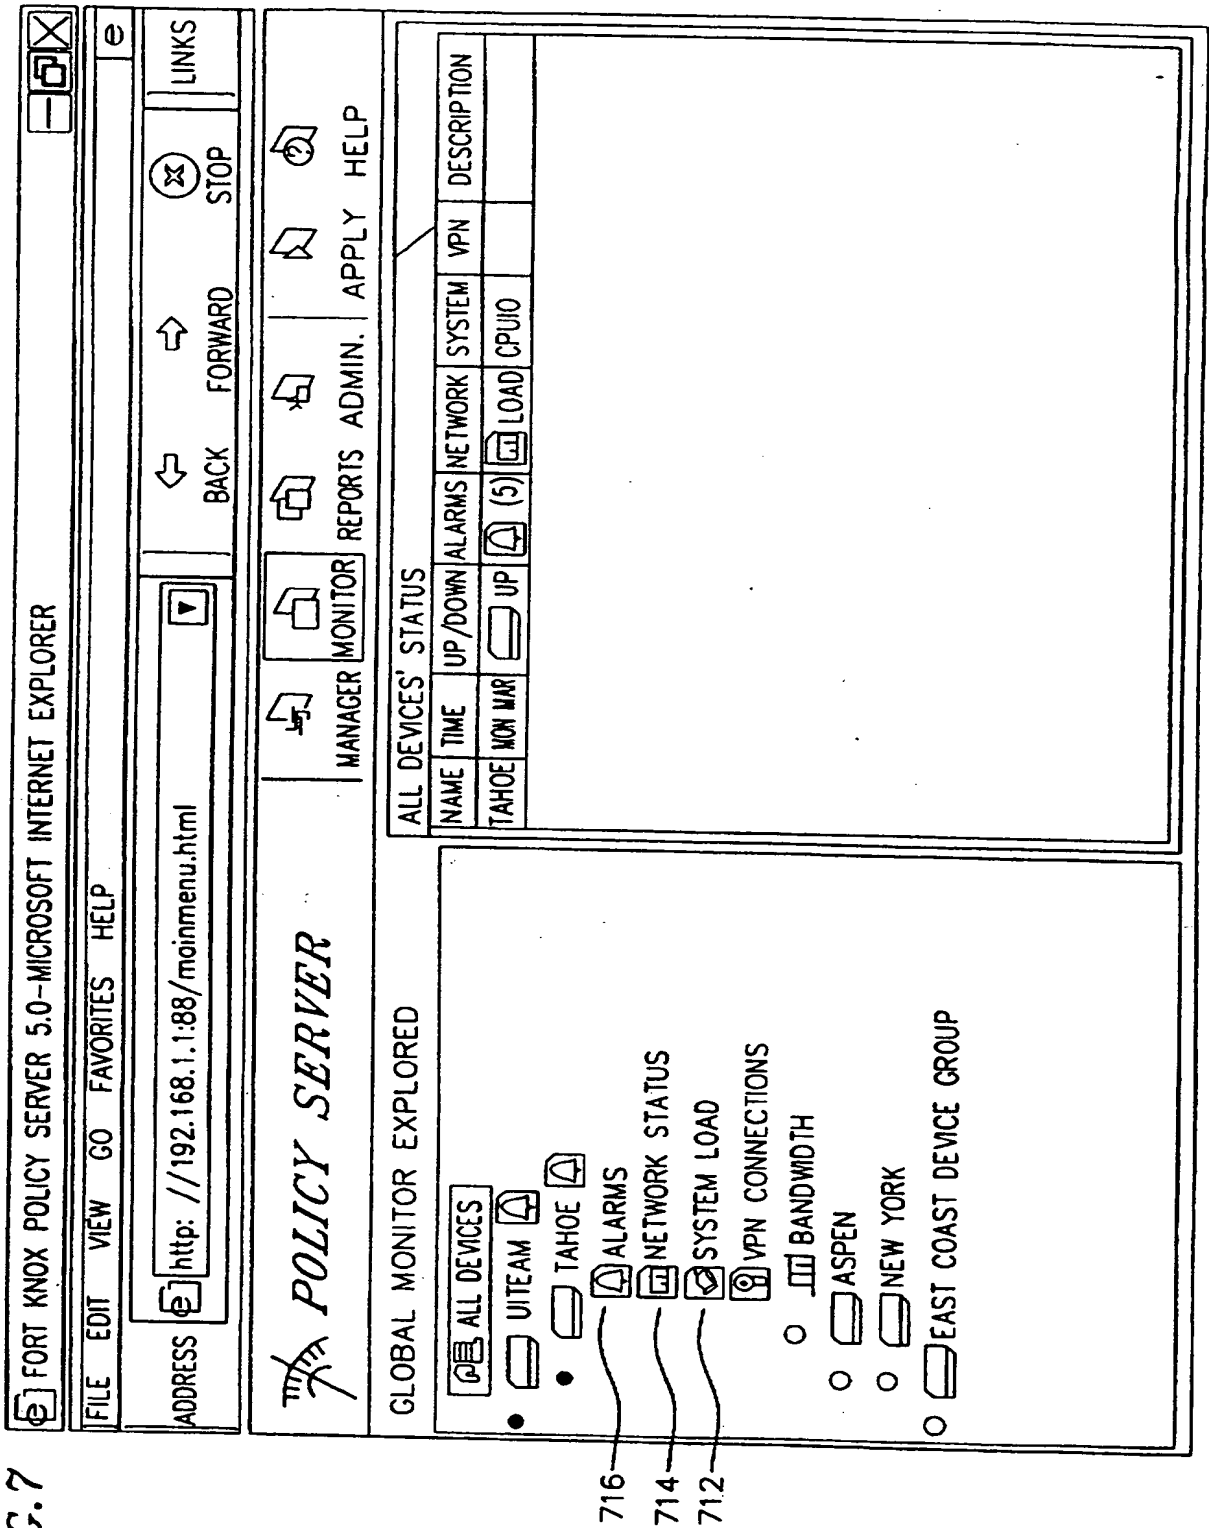 FORT KNOX POLICY SERVER 5.0-MICROSOFT INTERNET EXPLORER
FILE EDIT VIEW GO FAVORITES HELP
e
ADDRESS e http: //192.168.1.1:88/moinmenu.html
BACK FORWARD STOP
LINKS
POLICY SERVER
MANAGER MONITOR REPORTS ADMIN. APPLY HELP
GLOBAL MONITOR EXPLORED
ALL DEVICES
UITEAM
TAHOE
716 ALARMS
714 NETWORK STATUS
712 SYSTEM LOAD
VPN CONNECTIONS
BANDWIDTH
ASPEN
NEW YORK
EAST COAST DEVICE GROUP
ALL DEVICES' STATUS
NAME TIME UP/DOWN ALARMS NETWORK SYSTEM VPN DESCRIPTION
TAHOE MON MAR UP (5) LOAD CPUIO
.7